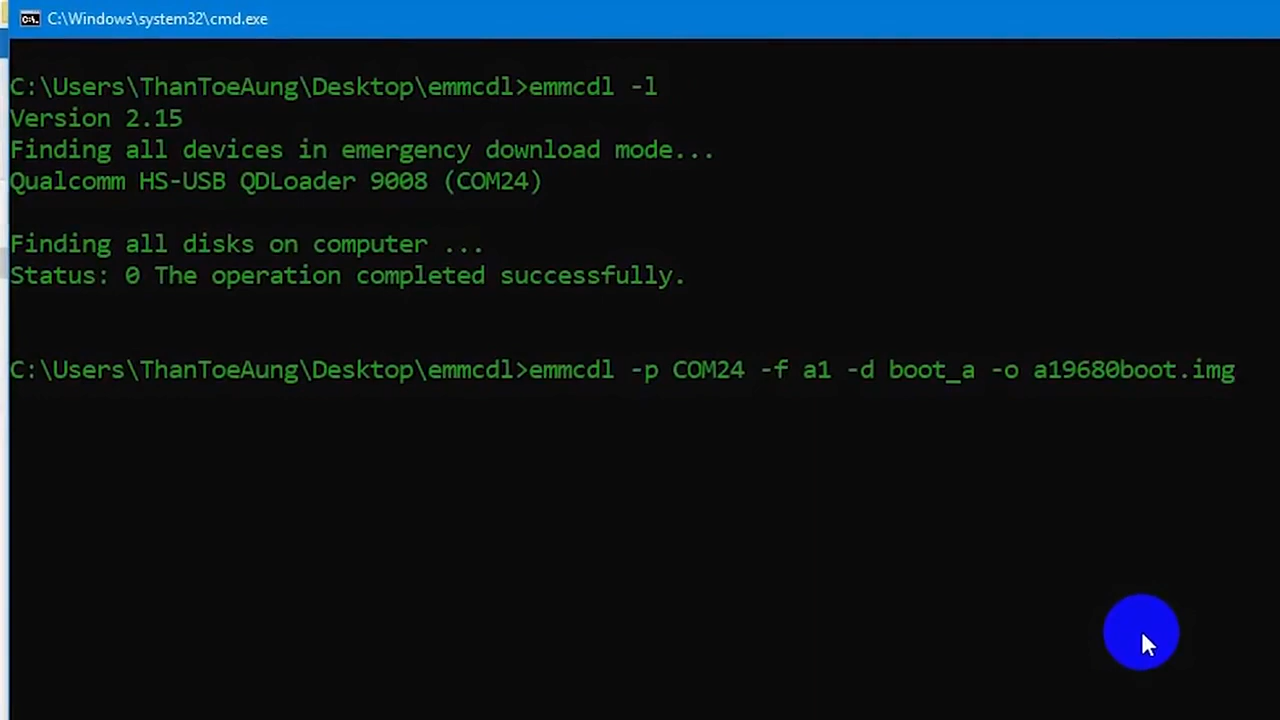 C:\Windows\system32\cmd.exe
C:\Users\ThanToeAung\Desktop\emmcdl>emmcdl -l
Version 2.15
Finding all devices in emergency download mode...
Qualcomm HS-USB QDLoader 9008 (COM24)
Finding all disks on computer ...
Status: 0 The operation completed successfully.
C:\Users\ThanToeAung\Desktop\emmcdl>emmcdl -p COM24 -f a1 -d boot_a -o a19680boot.img